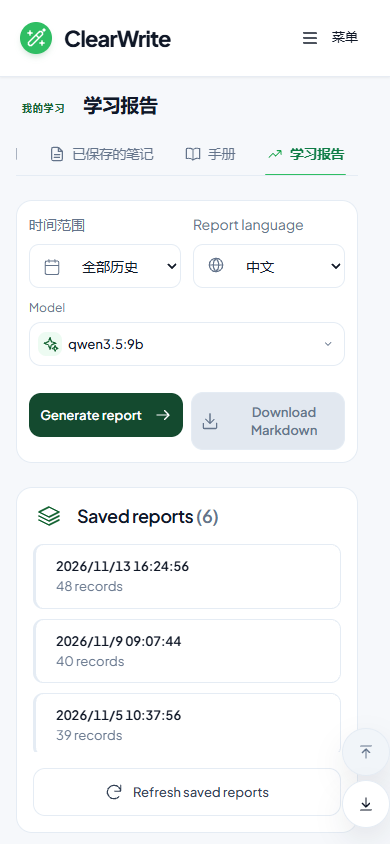 ClearWrite
菜单
我的学习
学习报告
已保存的笔记
手册
学习报告
时间范围
Report language
全部历史
中文
Model
qwen3.5:9b
Generate report
Download
Markdown
Saved reports (6)
2026/11/13 16:24:56
48 records
2026/11/9 09:07:44
40 records
2026/11/5 10:37:56
39 records
Refresh saved reports